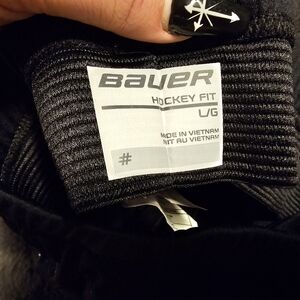 BAUER
HOCKEY FIT
L/G
MADE IN VIETNAM
FAIT AU VIETNAM
#